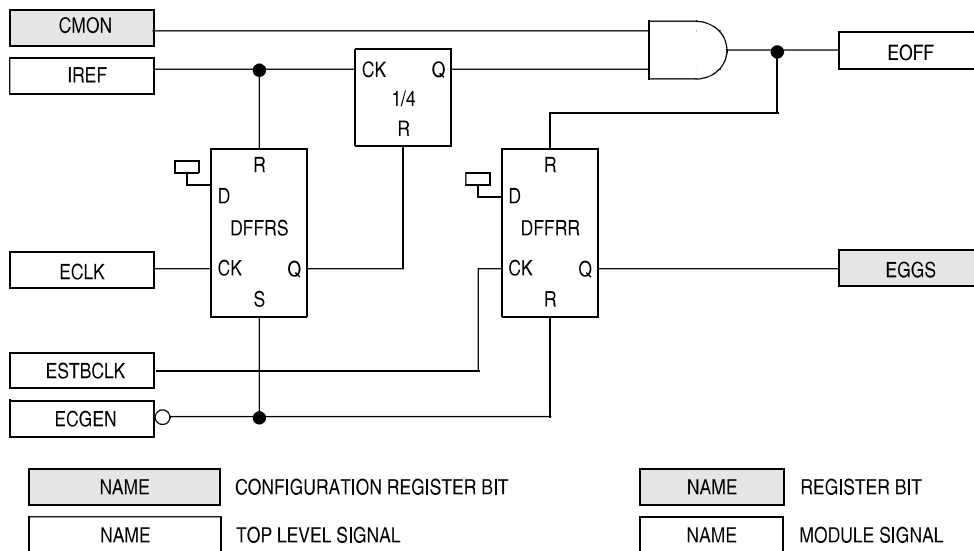 CMON
EOFF
IREF
CK Q
1/4
R
R
D
DFFRS
CK Q
S
R
D
DFFRR
CK Q
R
ECLK
EGGS
ESTBCLK
ECGEN
NAME CONFIGURATION REGISTER BIT
NAME REGISTER BIT
NAME TOP LEVEL SIGNAL
NAME MODULE SIGNAL